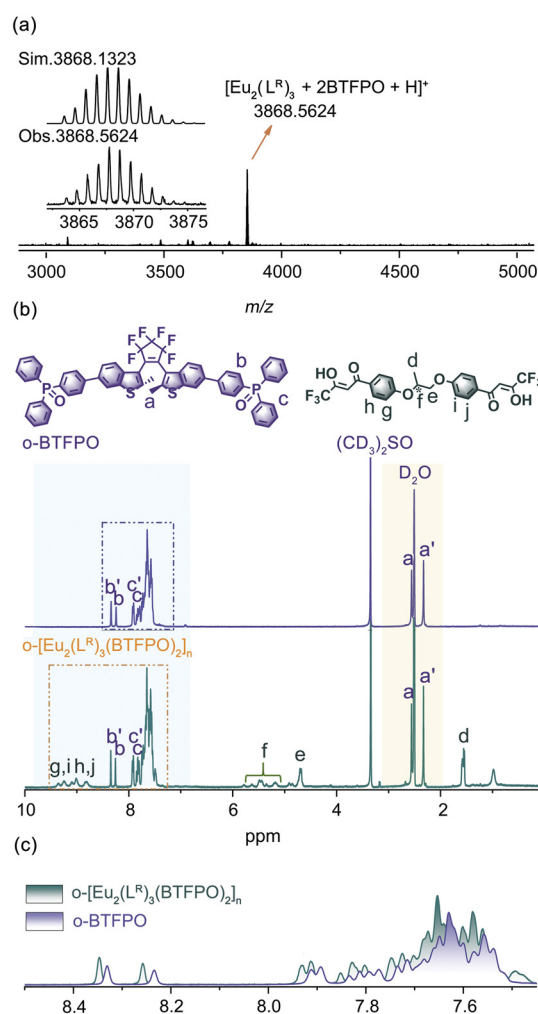 (a)
Sim.3868.1323
Obs.3868.5624
[Eu₂(Lᴿ)₃ + 2BTFPO + H]⁺
3868.5624
3865 3870 3875
3000 3500 4000 4500 5000
m/z
(b)
F F F F F F
b d
P O S S P O
a c
OH O O O O OH
F₃C CF₃
h g f e i j
o-BTFPO
(CD₃)₂SO
D₂O
a a'
b' b c' c
o-[Eu₂(Lᴿ)₃(BTFPO)₂]ₙ
a a'
b' b c' c
g,i h,j f e d
10 8 6 4 2
ppm
(c)
o-[Eu₂(Lᴿ)₃(BTFPO)₂]ₙ
o-BTFPO
8.4 8.2 8.0 7.8 7.6